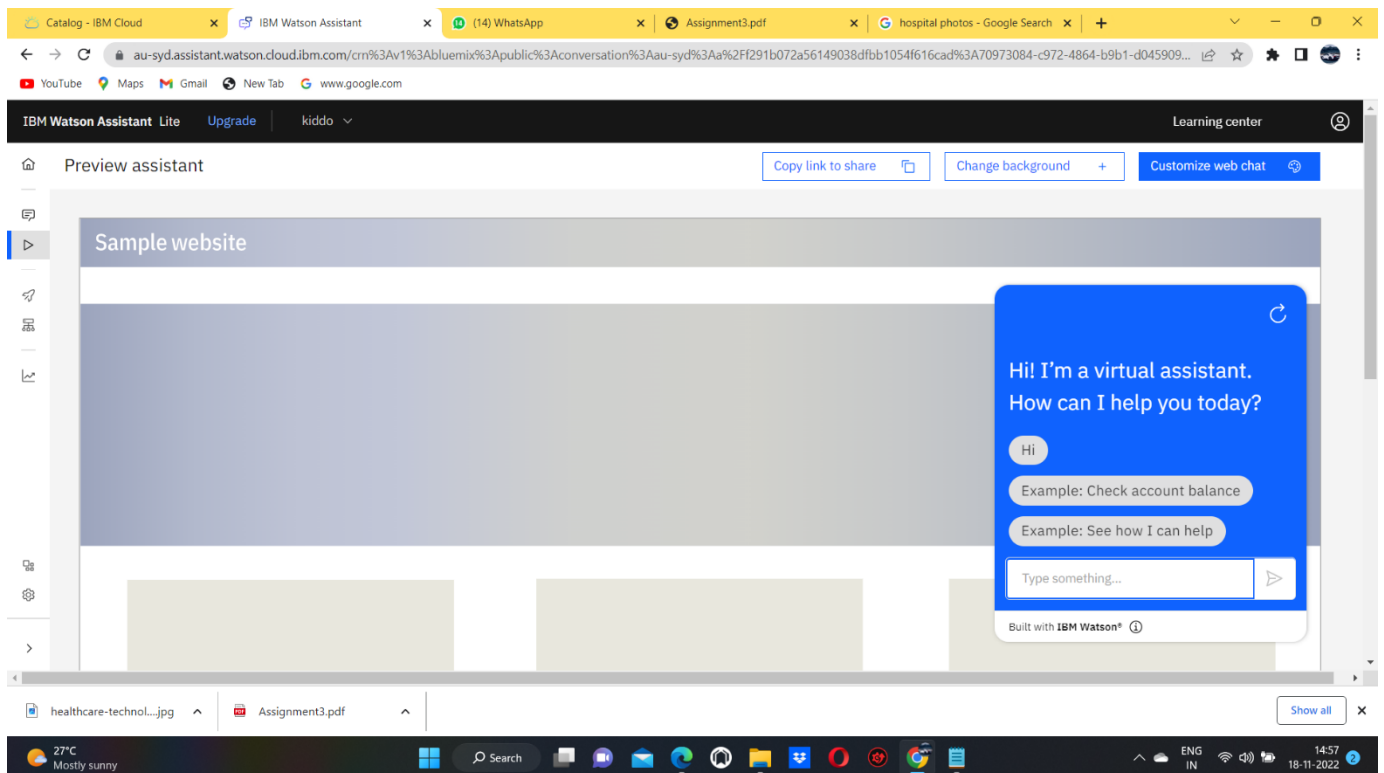 Catalog - IBM Cloud
IBM Watson Assistant
(14) WhatsApp
Assignment3.pdf
hospital photos - Google Search
au-syd.assistant.watson.cloud.ibm.com/crn%3Av1%3Abluemix%3Apublic%3Aconversation%3Aau-syd%3Aa%2Ff291b072a56149038dfbb1054f616cad%3A70973084-c972-4864-b9b1-d045909...
YouTube
Maps
Gmail
New Tab
www.google.com
IBM Watson Assistant Lite
Upgrade
kiddo
Learning center
Preview assistant
Copy link to share
Change background +
Customize web chat
Sample website
Hi! I'm a virtual assistant.
How can I help you today?
Hi
Example: Check account balance
Example: See how I can help
Type something...
Built with IBM Watson®
healthcare-technol....jpg
Assignment3.pdf
Show all
27°C
Mostly sunny
Search
ENG
IN
14:57
18-11-2022
2